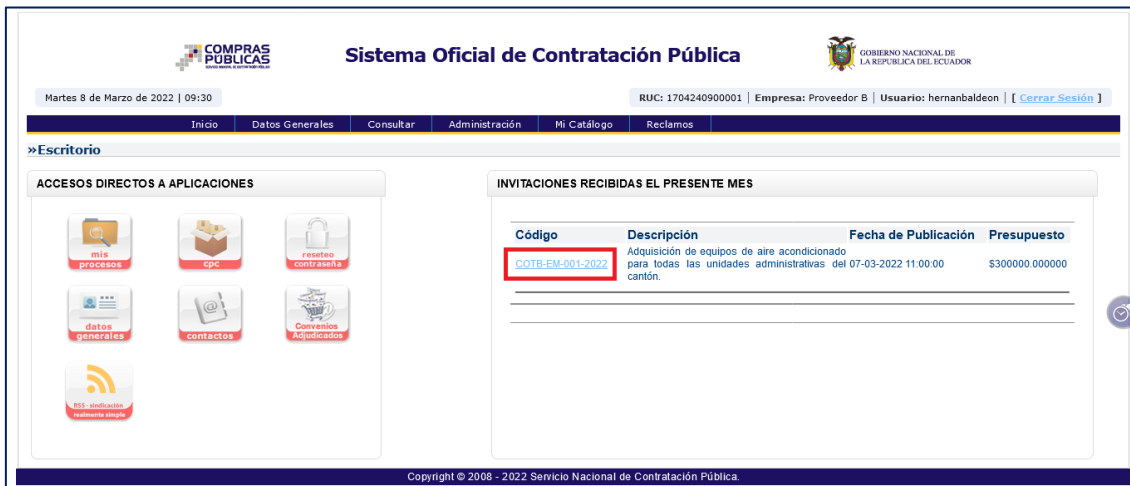 COMPRAS
PÚBLICAS
Sistema Oficial de Contratación Pública
GOBIERNO NACIONAL DE
LA REPUBLICA DEL ECUADOR
Martes 8 de Marzo de 2022 | 09:30
RUC: 1704240900001 | Empresa: Proveedor B | Usuario: hernanbaldeon | [ Cerrar Sesión ]
Inicio Datos Generales Consultar Administración Mi Catálogo Reclamos
»Escritorio
ACCESOS DIRECTOS A APLICACIONES
mis
procesos
cpc
reseteo
contraseña
datos
generales
contactos
Convenios
Adjudicados
RSS - sindicación
realmente simple
INVITACIONES RECIBIDAS EL PRESENTE MES
Código Descripción Fecha de Publicación Presupuesto
Adquisición de equipos de aire acondicionado
COTB-EM-001-2022 para todas las unidades administrativas del 07-03-2022 11:00:00 $300000.000000
cantón.
Copyright © 2008 - 2022 Servicio Nacional de Contratación Pública.